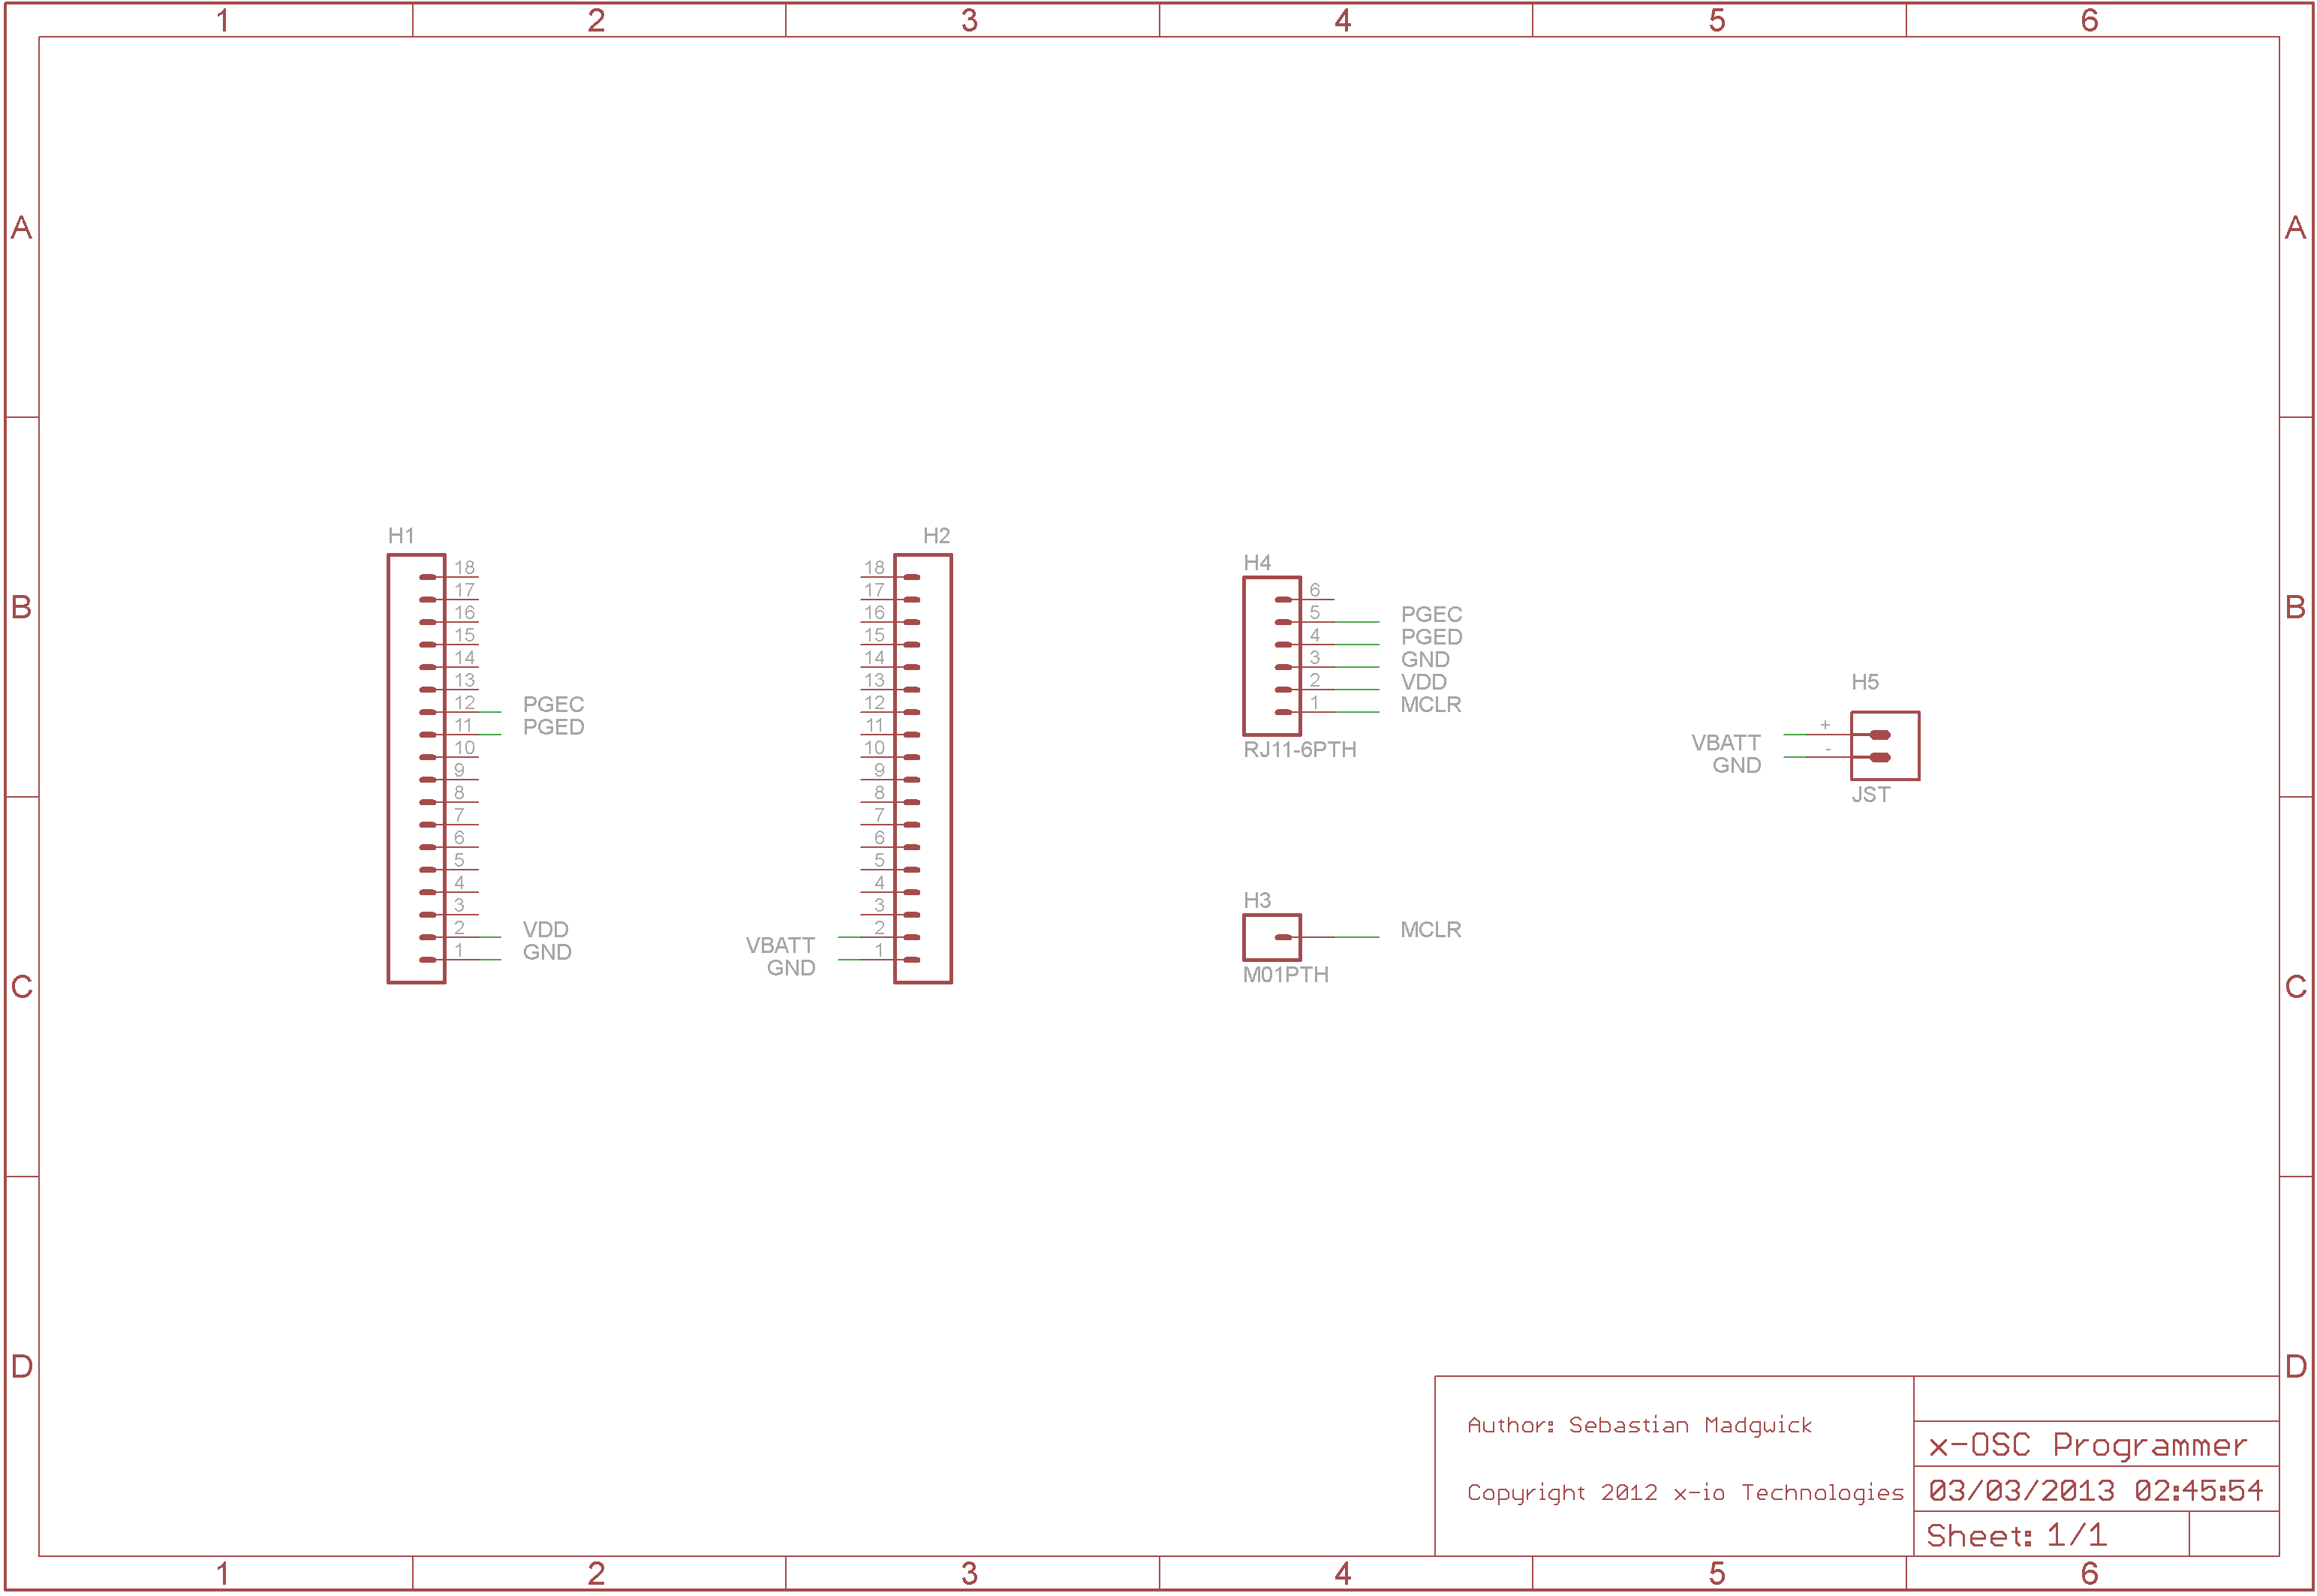 1 2 3 4 5 6
A A
B B
C C
D D
H1
18
17
16
15
14
13
12 PGEC
11 PGED
10
9
8
7
6
5
4
3
2 VDD
1 GND
H2
18
17
16
15
14
13
12
11
10
9
8
7
6
5
4
3
VBATT 2
GND 1
H4
6
5 PGEC
4 PGED
3 GND
2 VDD
1 MCLR
RJ11-6PTH
H3
MCLR
M01PTH
H5
VBATT +
GND -
JST
Author: Sebastian Madgwick
Copyright 2012 x-io Technologies
x-OSC Programmer
03/03/2013 02:45:54
Sheet: 1/1
1 2 3 4 5 6